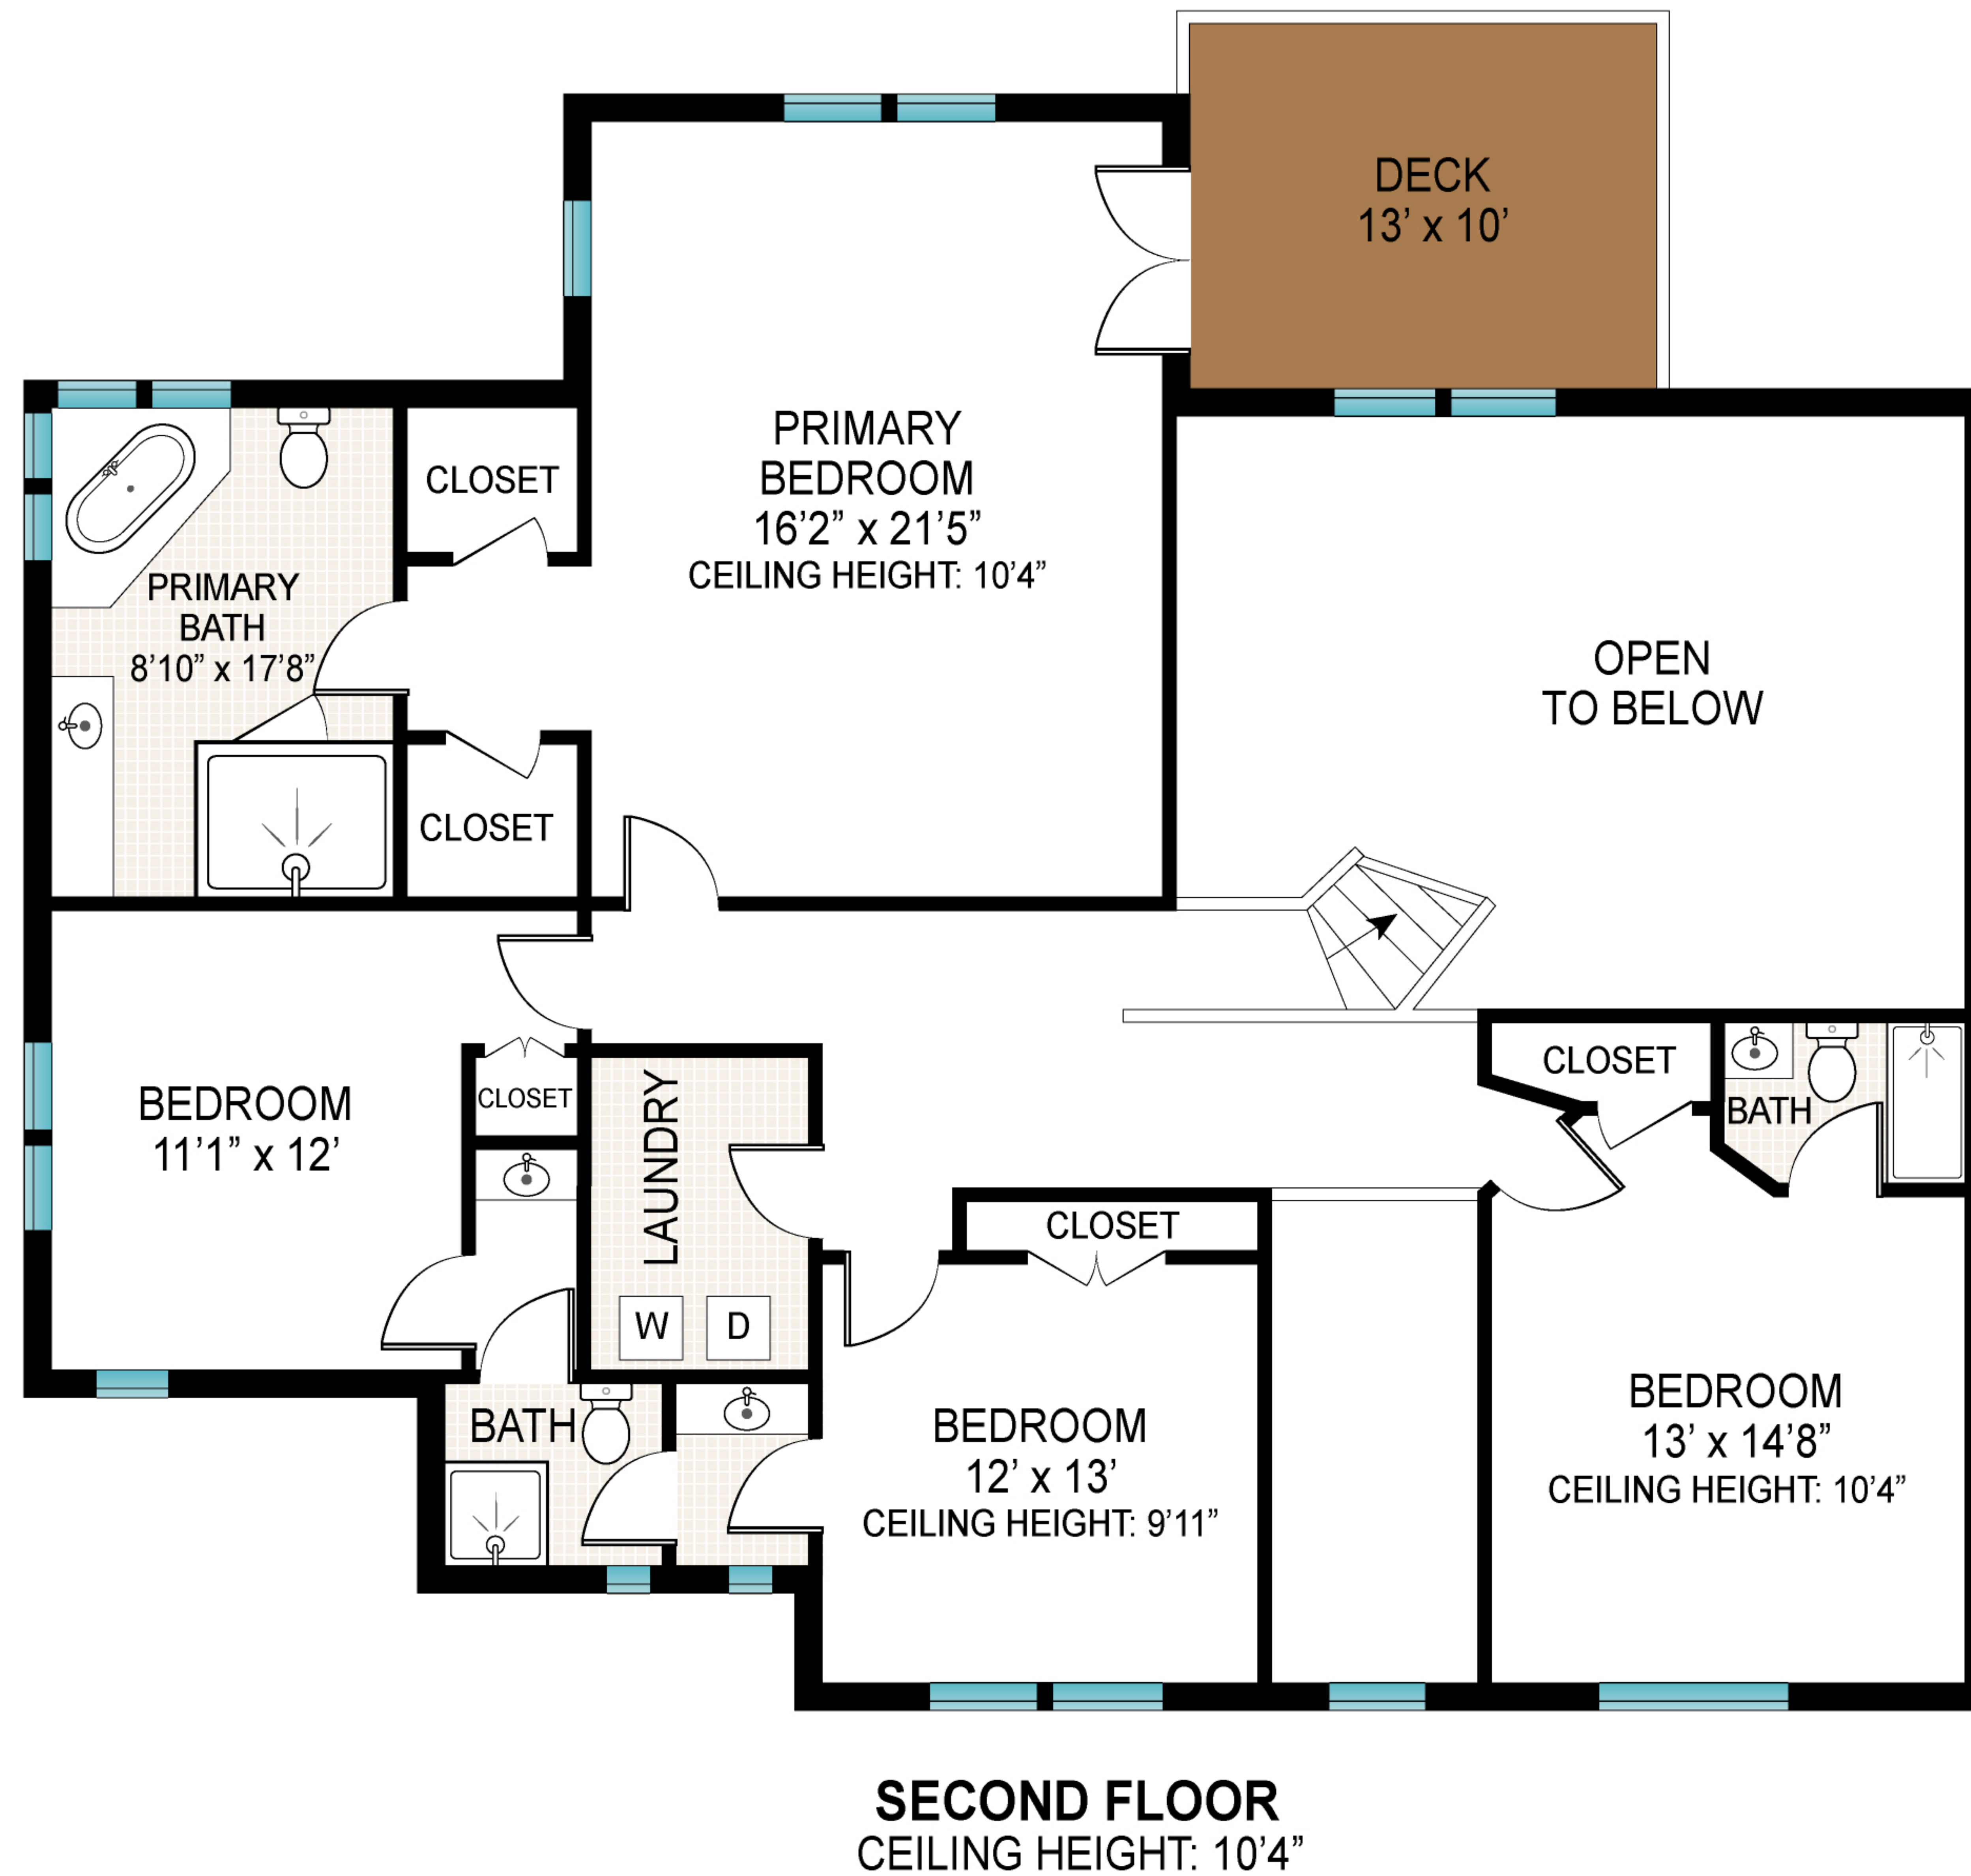 DECK
13’ x 10’
PRIMARY
BEDROOM
16’2” x 21’5”
CEILING HEIGHT: 10’4”
CLOSET
PRIMARY
BATH
8’10” x 17’8”
OPEN
TO BELOW
CLOSET
BEDROOM
11’1” x 12’
CLOSET
LAUNDRY
W
D
CLOSET
CLOSET
BATH
BATH
BEDROOM
12’ x 13’
CEILING HEIGHT: 9’11”
BEDROOM
13’ x 14’8”
CEILING HEIGHT: 10’4”
SECOND FLOOR
CEILING HEIGHT: 10’4”